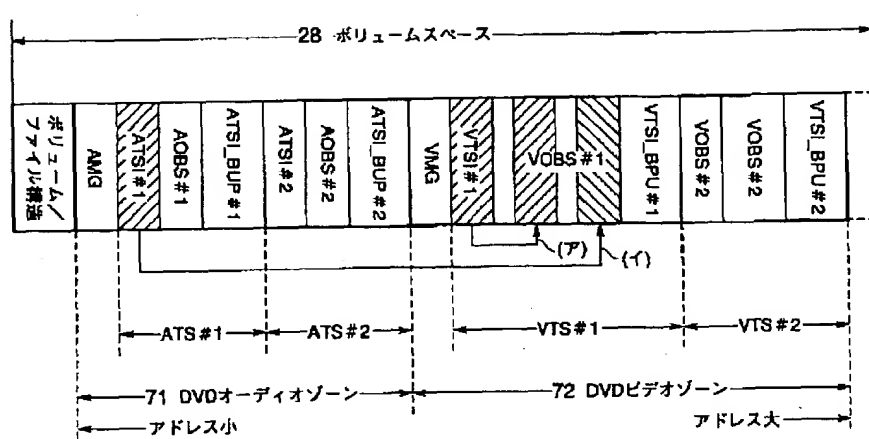 28 ボリュームスペース
ボリューム/
ファイル構造
AMG
ATSI#1
AOBS#1
ATSI_BUP#1
ATSI#2
AOBS#2
ATSI_BUP#2
VMG
VTSI#1
VOBS#1
VTSI_BPU#1
VOBS#2
VOBS#2
VTSI_BPU#2
(ア)
(イ)
ATS#1
ATS#2
VTS#1
VTS#2
71 DVDオーディオゾーン
72 DVDビデオゾーン
アドレス小
アドレス大